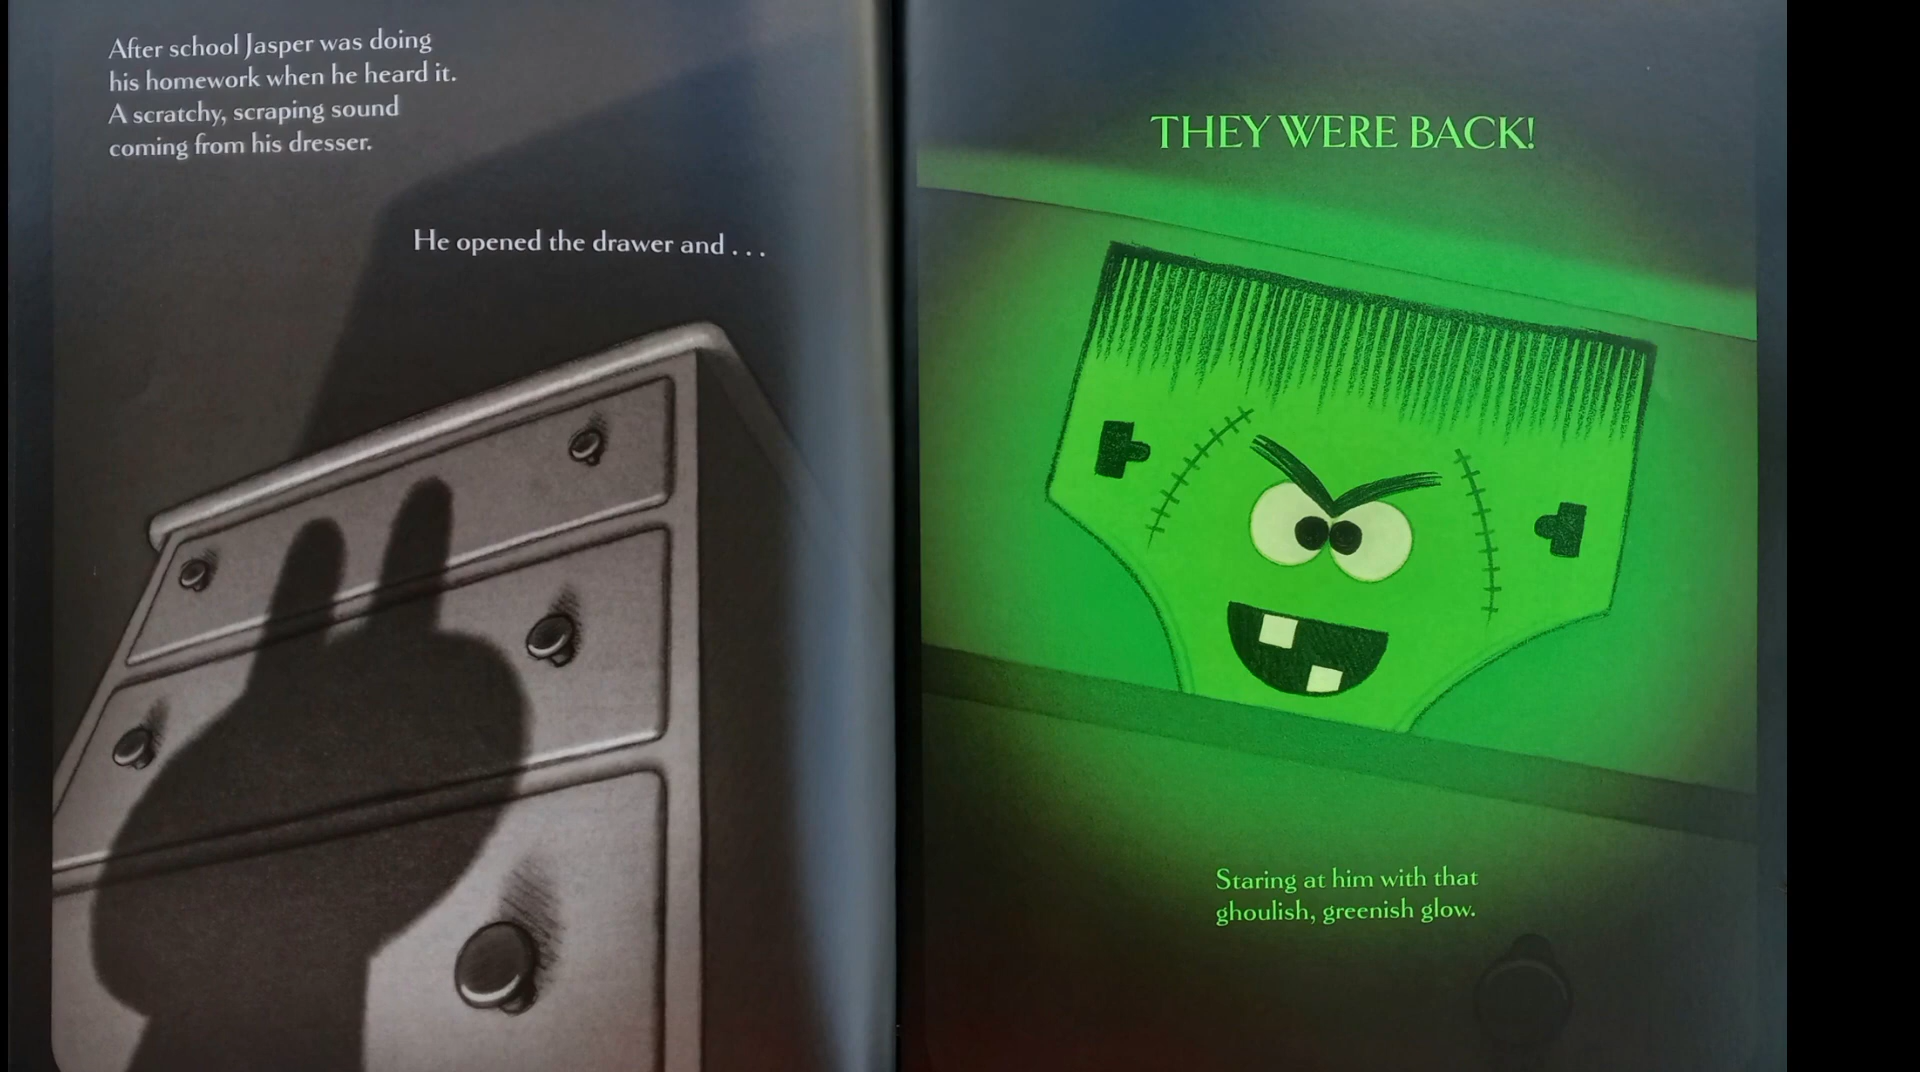 After school Jasper was doing
his homework when he heard it.
A scratchy, scraping sound
coming from his dresser.
He opened the drawer and . . .
THEY WERE BACK!
Staring at him with that
ghoulish, greenish glow.